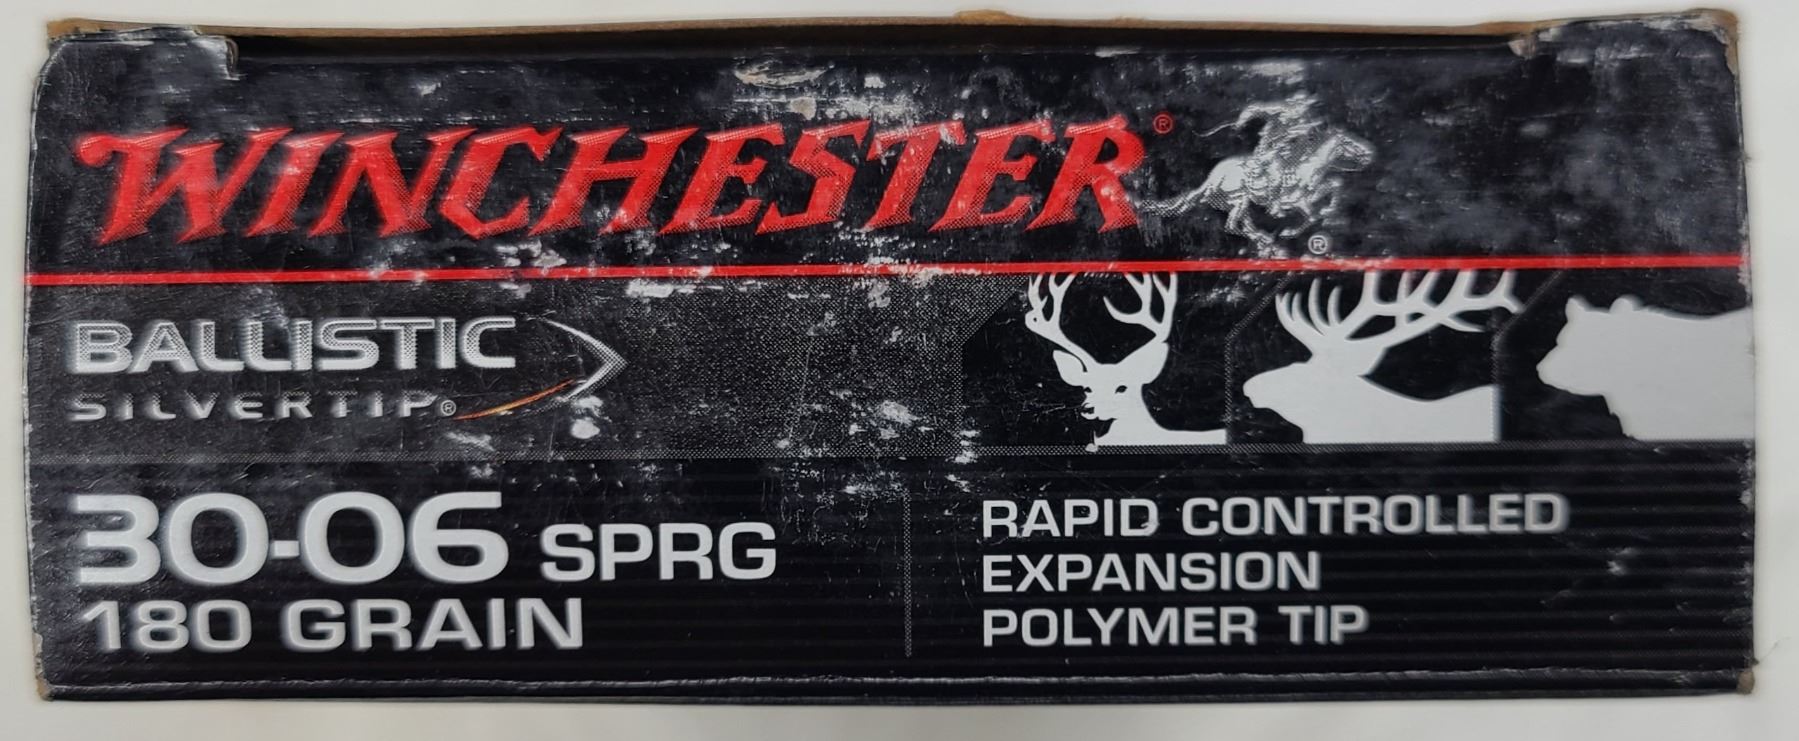 WINCHESTER®
®
BALLISTIC
SILVERTIP®
30-06 SPRG
180 GRAIN
RAPID CONTROLLED
EXPANSION
POLYMER TIP